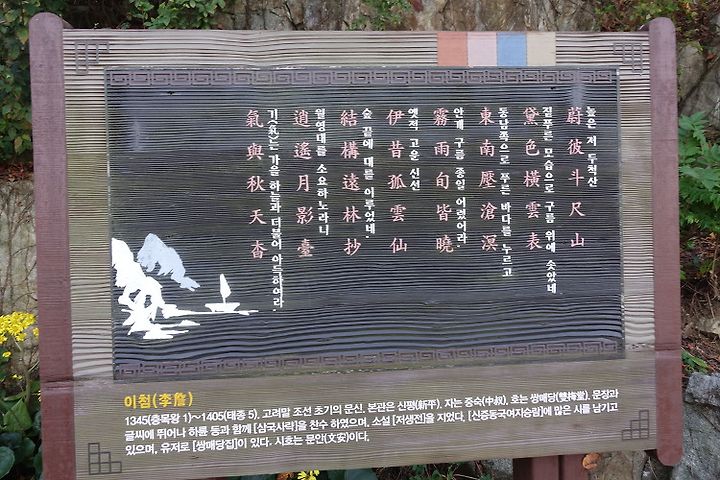 높은 저 두척산
蔚彼斗尺山
짙푸른 모습으로 구름 위에 솟았네
黛色橫雲表
동남쪽으로 푸른 바다를 누르고
東南壓滄溟
안개 구름 종일 어렸어라
霧雨旬皆曉
옛적 고운 신선
伊昔孤雲仙
숲 끝에 대를 이루었네.
結構遠林抄
월영대를 소요하노라니
逍遙月影臺
기(氣)는 가을 하늘과 더불어 아득하여라.
氣與秋天杳
이첨(李詹)
1345(충목왕 1)~1405(태종 5). 고려말 조선 초기의 문신. 본관은 신평(新平). 자는 중숙(中叔), 호는 쌍매당(雙梅堂). 문장과
글씨에 뛰어나 하륜 등과 함께 [삼국사략]을 찬수 하였으며, 소설 [저생전]을 지었다. [신증동국여지승람]에 많은 시를 남기고
있으며, 유저로 [쌍매당집]이 있다. 시호는 문안(文安)이다.